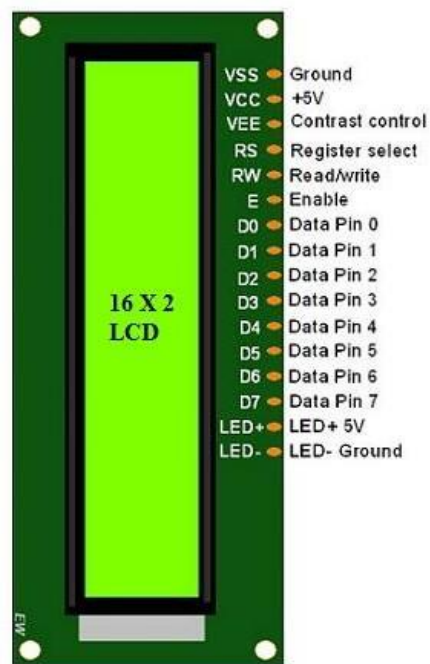 VSS Ground
VCC +5V
VEE Contrast control
RS Register select
RW Read/write
E Enable
D0 Data Pin 0
D1 Data Pin 1
D2 Data Pin 2
D3 Data Pin 3
16 X 2
LCD
D4 Data Pin 4
D5 Data Pin 5
D6 Data Pin 6
D7 Data Pin 7
LED+ LED+ 5V
LED- LED- Ground
EW